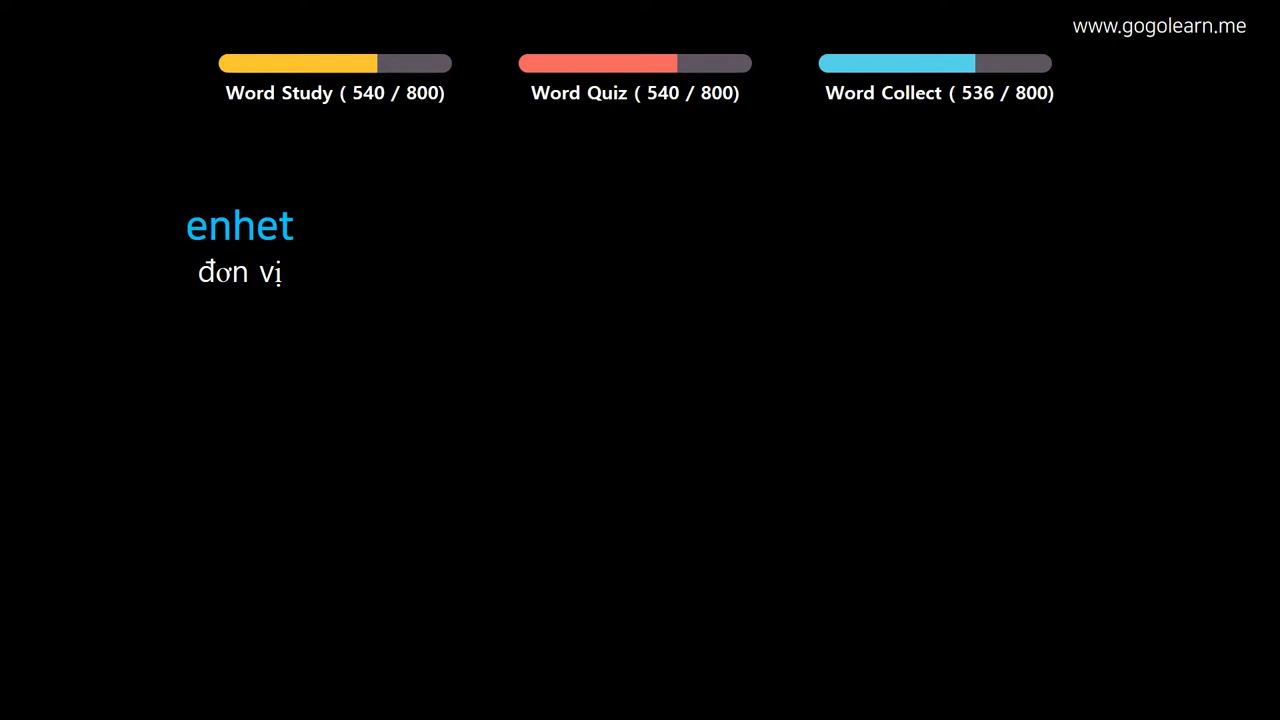 www.gogolearn.me
Word Study ( 540 / 800)
Word Quiz ( 540 / 800)
Word Collect ( 536 / 800)
enhet
đơn vị